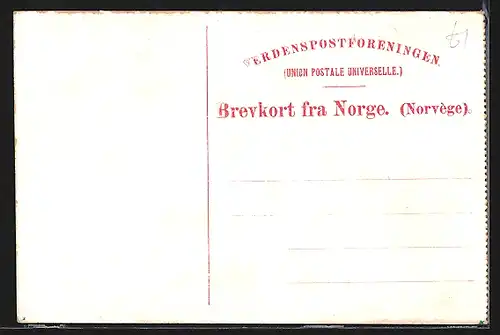 VERDENSPOSTFORENINGEN.
(UNION POSTALE UNIVERSELLE.)
Brevkort fra Norge. (Norvège).